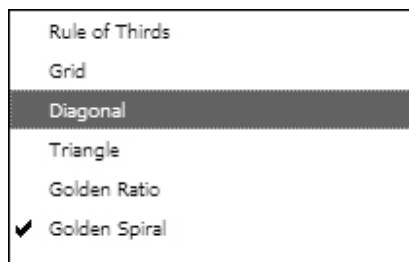 Rule of Thirds
Grid
Diagonal
Triangle
Golden Ratio
Golden Spiral